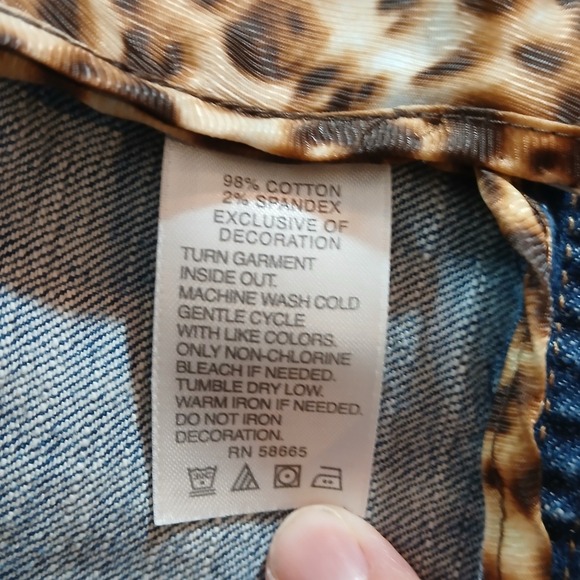 98% COTTON
2% SPANDEX
EXCLUSIVE OF
DECORATION
TURN GARMENT
INSIDE OUT.
MACHINE WASH COLD
GENTLE CYCLE
WITH LIKE COLORS.
ONLY NON-CHLORINE
BLEACH IF NEEDED.
TUMBLE DRY LOW.
WARM IRON IF NEEDED.
DO NOT IRON
DECORATION.
RN 58665